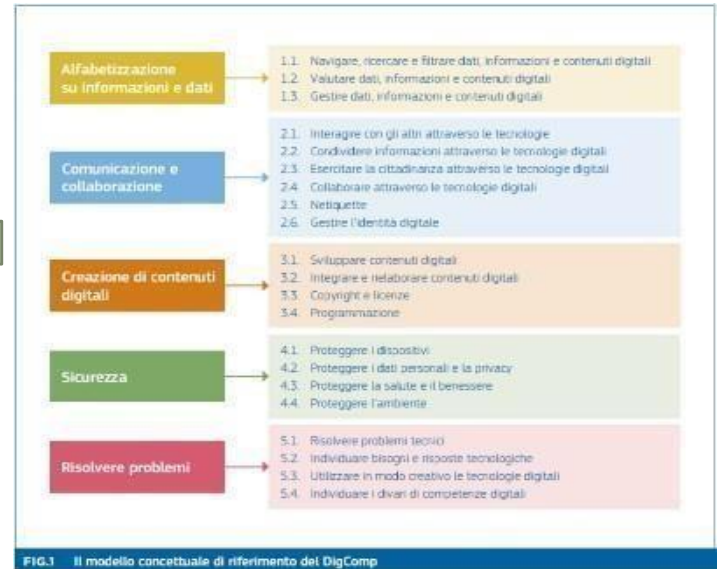 Alfabetizzazione
su informazioni e dati
1.1. Navigare, ricercare e filtrare dati, informazioni e contenuti digitali
1.2. Valutare dati, informazioni e contenuti digitali
1.3. Gestire dati, informazioni e contenuti digitali
Comunicazione e
collaborazione
2.1. Interagire con gli altri attraverso le tecnologie
2.2. Condividere informazioni attraverso le tecnologie digitali
2.3. Esercitare la cittadinanza attraverso le tecnologie digitali
2.4. Collaborare attraverso le tecnologie digitali
2.5. Netiquette
2.6. Gestire l'identità digitale
Creazione di contenuti
digitali
3.1. Sviluppare contenuti digitali
3.2. Integrare e rielaborare contenuti digitali
3.3. Copyright e licenze
3.4. Programmazione
Sicurezza
4.1. Proteggere i dispositivi
4.2. Proteggere i dati personali e la privacy
4.3. Proteggere la salute e il benessere
4.4. Proteggere l'ambiente
Risolvere problemi
5.1. Risolvere problemi tecnici
5.2. Individuare bisogni e risposte tecnologiche
5.3. Utilizzare in modo creativo le tecnologie digitali
5.4. Individuare i divari di competenze digitali
FIG.1 Il modello concettuale di riferimento del DigComp